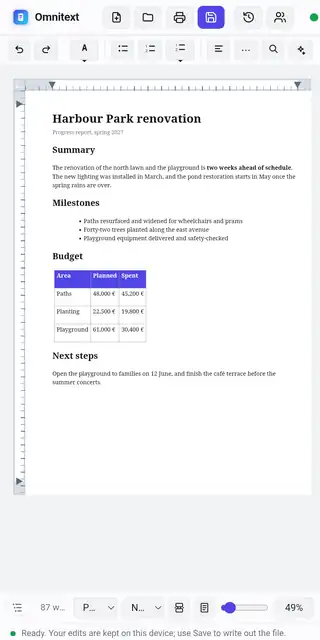 Omnitext
A
Harbour Park renovation
Progress report, spring 2027
Summary
The renovation of the north lawn and the playground is two weeks ahead of schedule.
The new lighting was installed in March, and the pond restoration starts in May once the
spring rains are over.
Milestones
• Paths resurfaced and widened for wheelchairs and prams
• Forty-two trees planted along the east avenue
• Playground equipment delivered and safety-checked
Budget
Area Planned Spent
Paths 48,000 € 45,200 €
Planting 22,500 € 19,800 €
Playground 61,000 € 30,400 €
Next steps
Open the playground to families on 12 June, and finish the café terrace before the
summer concerts.
87 w... P... N... 49%
Ready. Your edits are kept on this device; use Save to write out the file.